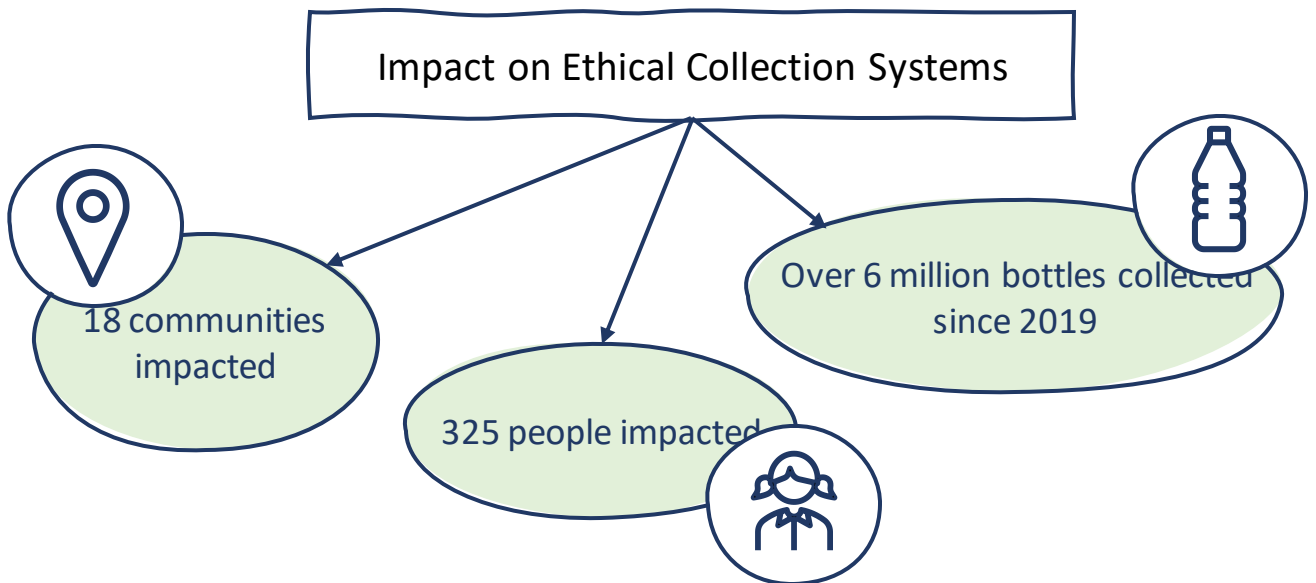 Impact on Ethical Collection Systems
18 communities
impacted
325 people impacted
Over 6 million bottles collected
since 2019